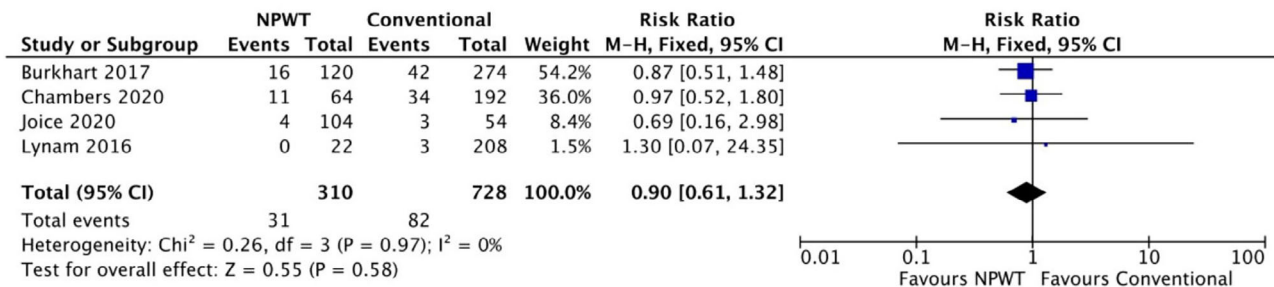 NPWT Conventional Risk Ratio Risk Ratio
Study or Subgroup Events Total Events Total Weight M-H, Fixed, 95% CI M-H, Fixed, 95% CI
Burkhart 2017 16 120 42 274 54.2% 0.87 [0.51, 1.48]
Chambers 2020 11 64 34 192 36.0% 0.97 [0.52, 1.80]
Joice 2020 4 104 3 54 8.4% 0.69 [0.16, 2.98]
Lynam 2016 0 22 3 208 1.5% 1.30 [0.07, 24.35]
Total (95% CI) 310 728 100.0% 0.90 [0.61, 1.32]
Total events 31 82
Heterogeneity: Chi² = 0.26, df = 3 (P = 0.97); I² = 0%
Test for overall effect: Z = 0.55 (P = 0.58)
0.01 0.1 1 10 100
Favours NPWT Favours Conventional